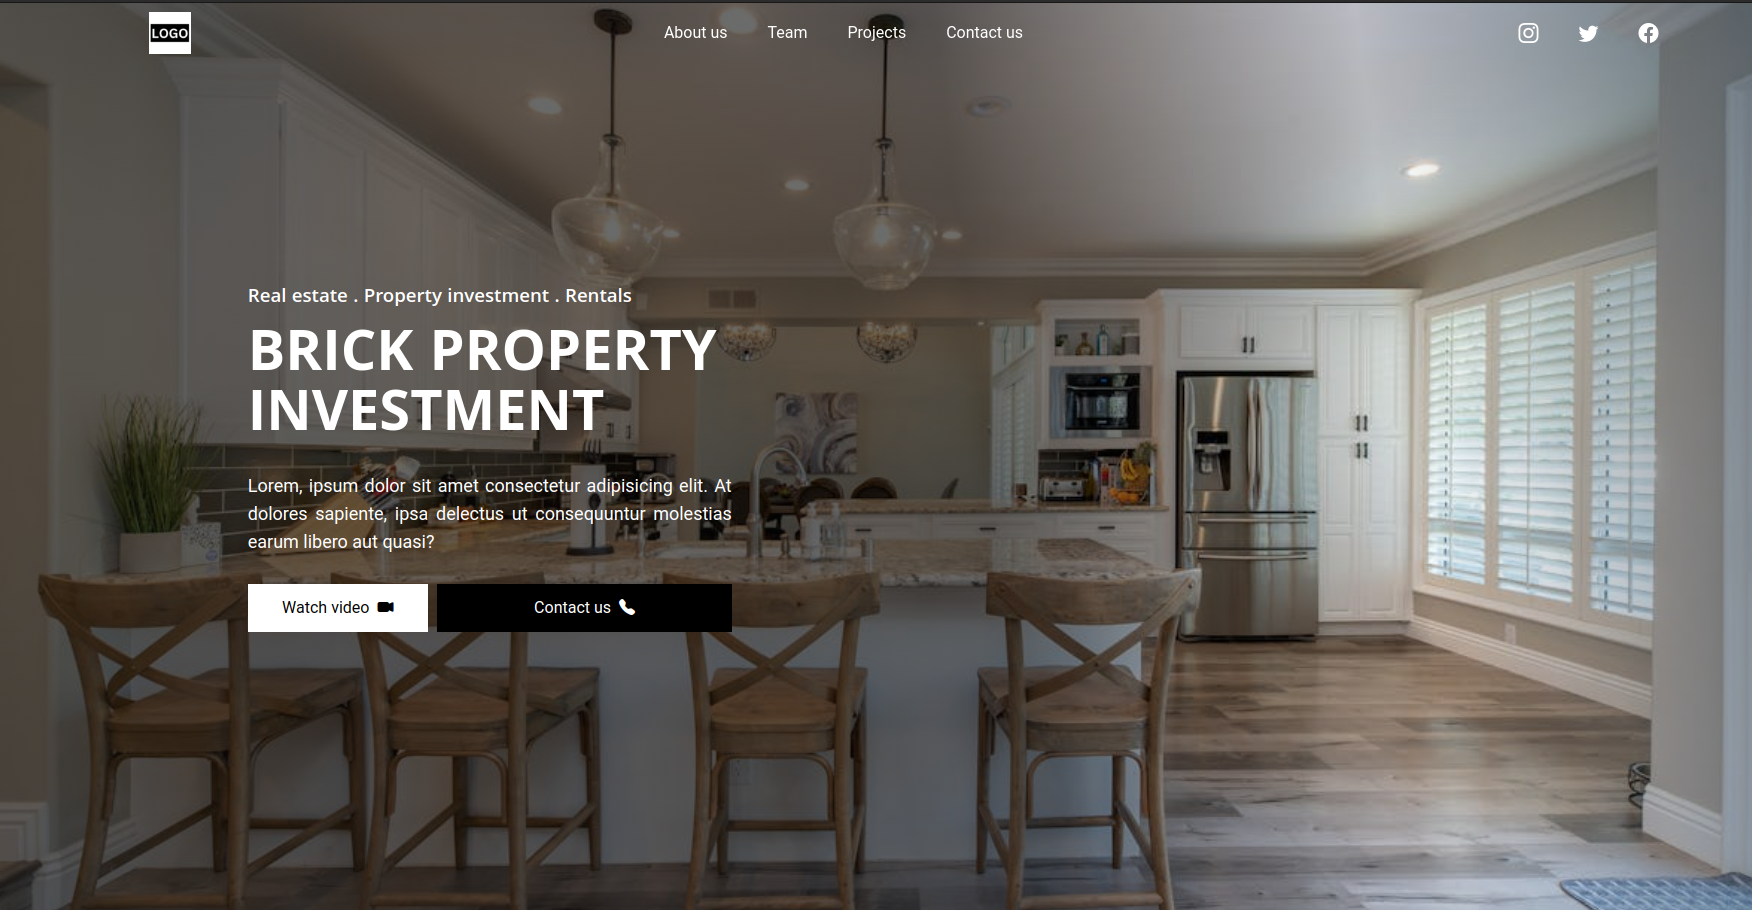 LOGO
About us
Team
Projects
Contact us
Real estate . Property investment . Rentals
BRICK PROPERTY
INVESTMENT
Lorem, ipsum dolor sit amet consectetur adipisicing elit. At
dolores sapiente, ipsa delectus ut consequuntur molestias
earum libero aut quasi?
Watch video
Contact us